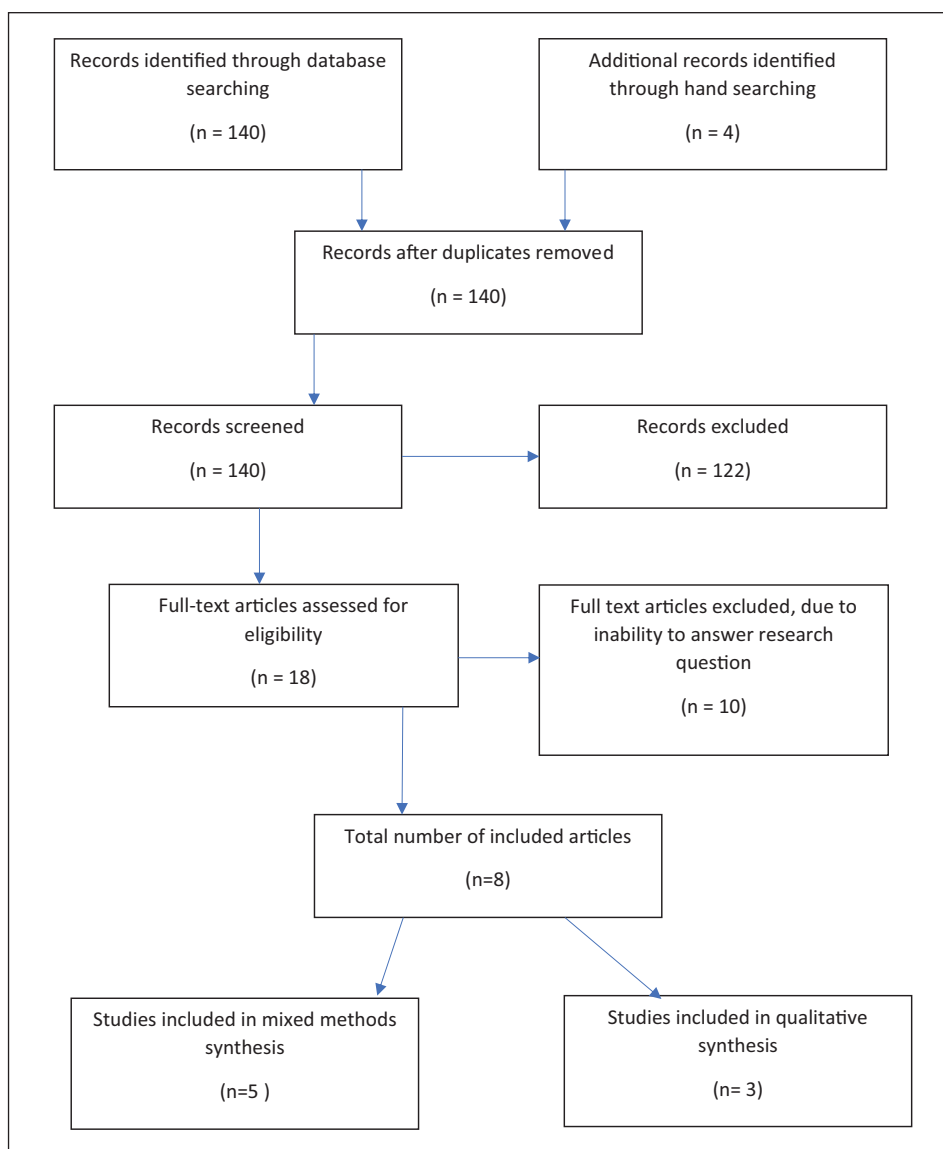 Records identified through database
searching
(n = 140)
Additional records identified
through hand searching
(n = 4)
Records after duplicates removed
(n = 140)
Records screened
(n = 140)
Records excluded
(n = 122)
Full-text articles assessed for
eligibility
(n = 18)
Full text articles excluded, due to
inability to answer research
question
(n = 10)
Total number of included articles
(n=8)
Studies included in mixed methods
synthesis
(n=5 )
Studies included in qualitative
synthesis
(n= 3)